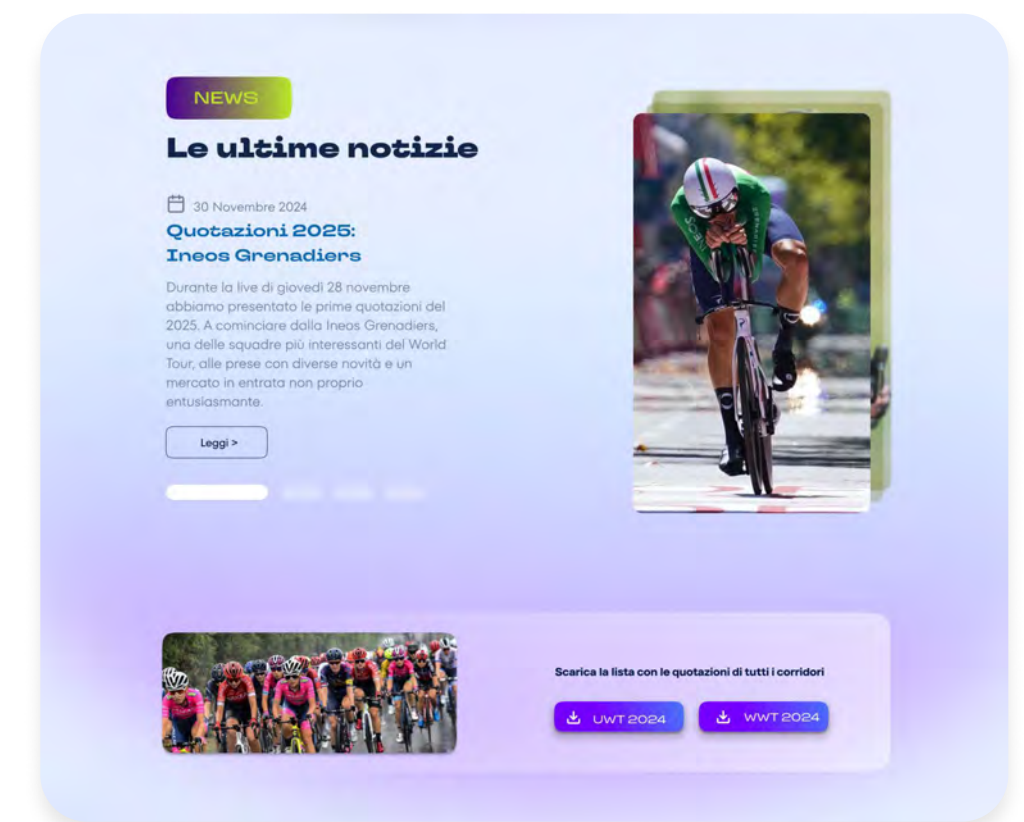 NEWS
Le ultime notizie
30 Novembre 2024
Quotazioni 2025:
Ineos Grenadiers
Durante la live di giovedì 28 novembre
abbiamo presentato le prime quotazioni del
2025. A cominciare dalla Ineos Grenadiers,
una delle squadre più interessanti del World
Tour, alle prese con diverse novità e un
mercato in entrata non proprio
entusiasmante.
Leggi >
INEOS
GRENADIERS
Scarica la lista con le quotazioni di tutti i corridori
UWT 2024
WWT 2024